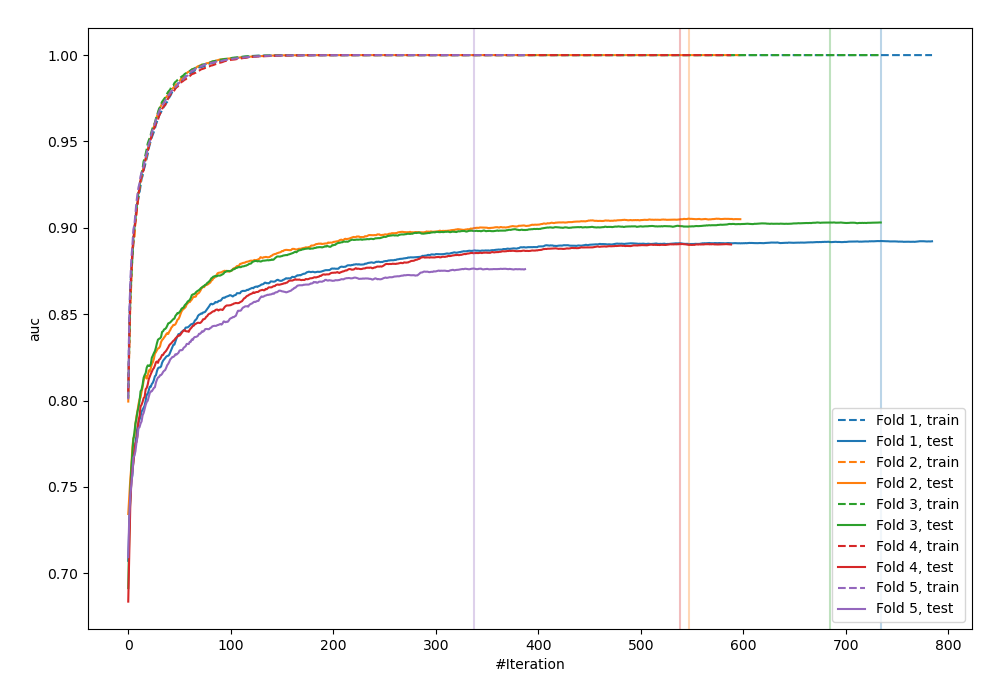 1.00
0.95
0.90
0.85
0.80
0.75
0.70
auc
0
100
200
300
400
500
600
700
800
#Iteration
Fold 1, train
Fold 1, test
Fold 2, train
Fold 2, test
Fold 3, train
Fold 3, test
Fold 4, train
Fold 4, test
Fold 5, train
Fold 5, test